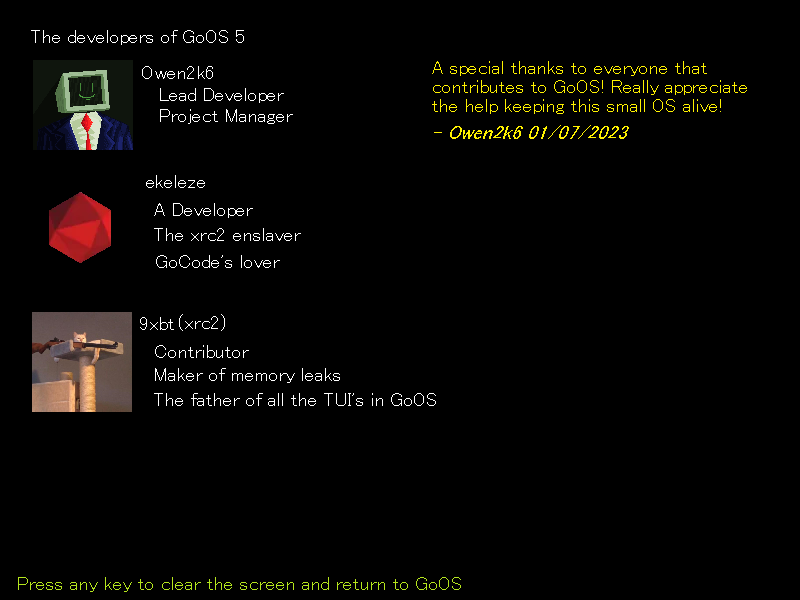 The developers of GoOS 5
Owen2k6
Lead Developer
Project Manager
A special thanks to everyone that
contributes to GoOS! Really appreciate
the help keeping this small OS alive!
- Owen2k6 01/07/2023
ekeleze
A Developer
The xrc2 enslaver
GoCode's lover
9xbt (xrc2)
Contributor
Maker of memory leaks
The father of all the TUI's in GoOS
Press any key to clear the screen and return to GoOS